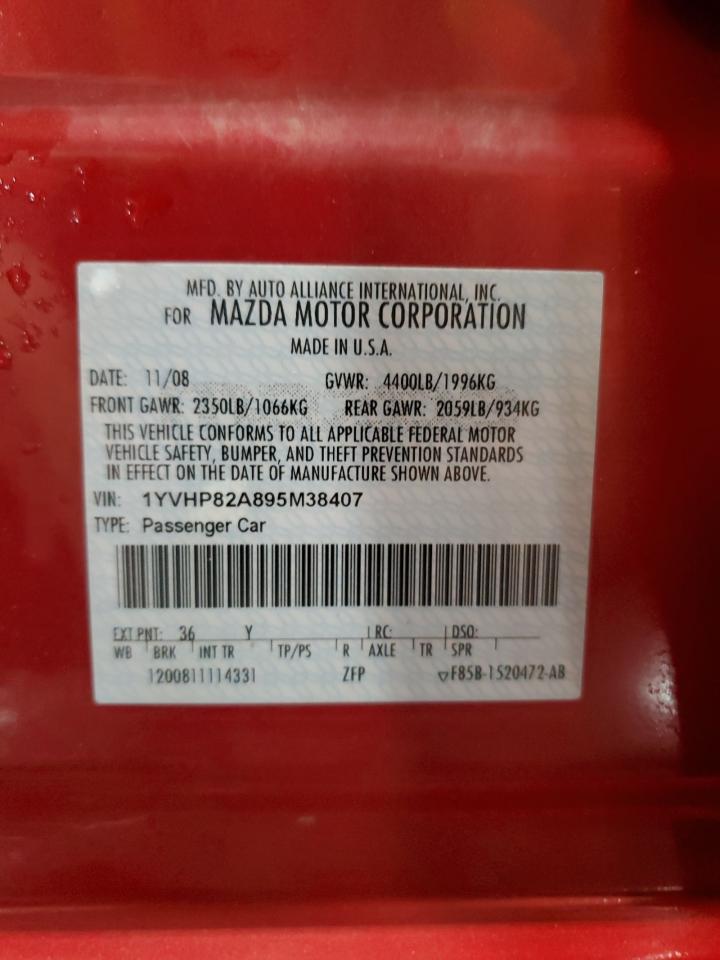 MFD. BY AUTO ALLIANCE INTERNATIONAL, INC.
FOR MAZDA MOTOR CORPORATION
MADE IN U.S.A.
DATE: 11/08 GVWR: 4400LB/1996KG
FRONT GAWR: 2350LB/1066KG REAR GAWR: 2059LB/934KG
THIS VEHICLE CONFORMS TO ALL APPLICABLE FEDERAL MOTOR
VEHICLE SAFETY, BUMPER, AND THEFT PREVENTION STANDARDS
IN EFFECT ON THE DATE OF MANUFACTURE SHOWN ABOVE.
VIN: 1YVHP82A895M38407
TYPE: Passenger Car
EXT PNT: 36 Y RC: DSO:
WB BRK INT TR TP/PS R AXLE TR SPR
1200811114331 ZFP F85B-1520472-AB